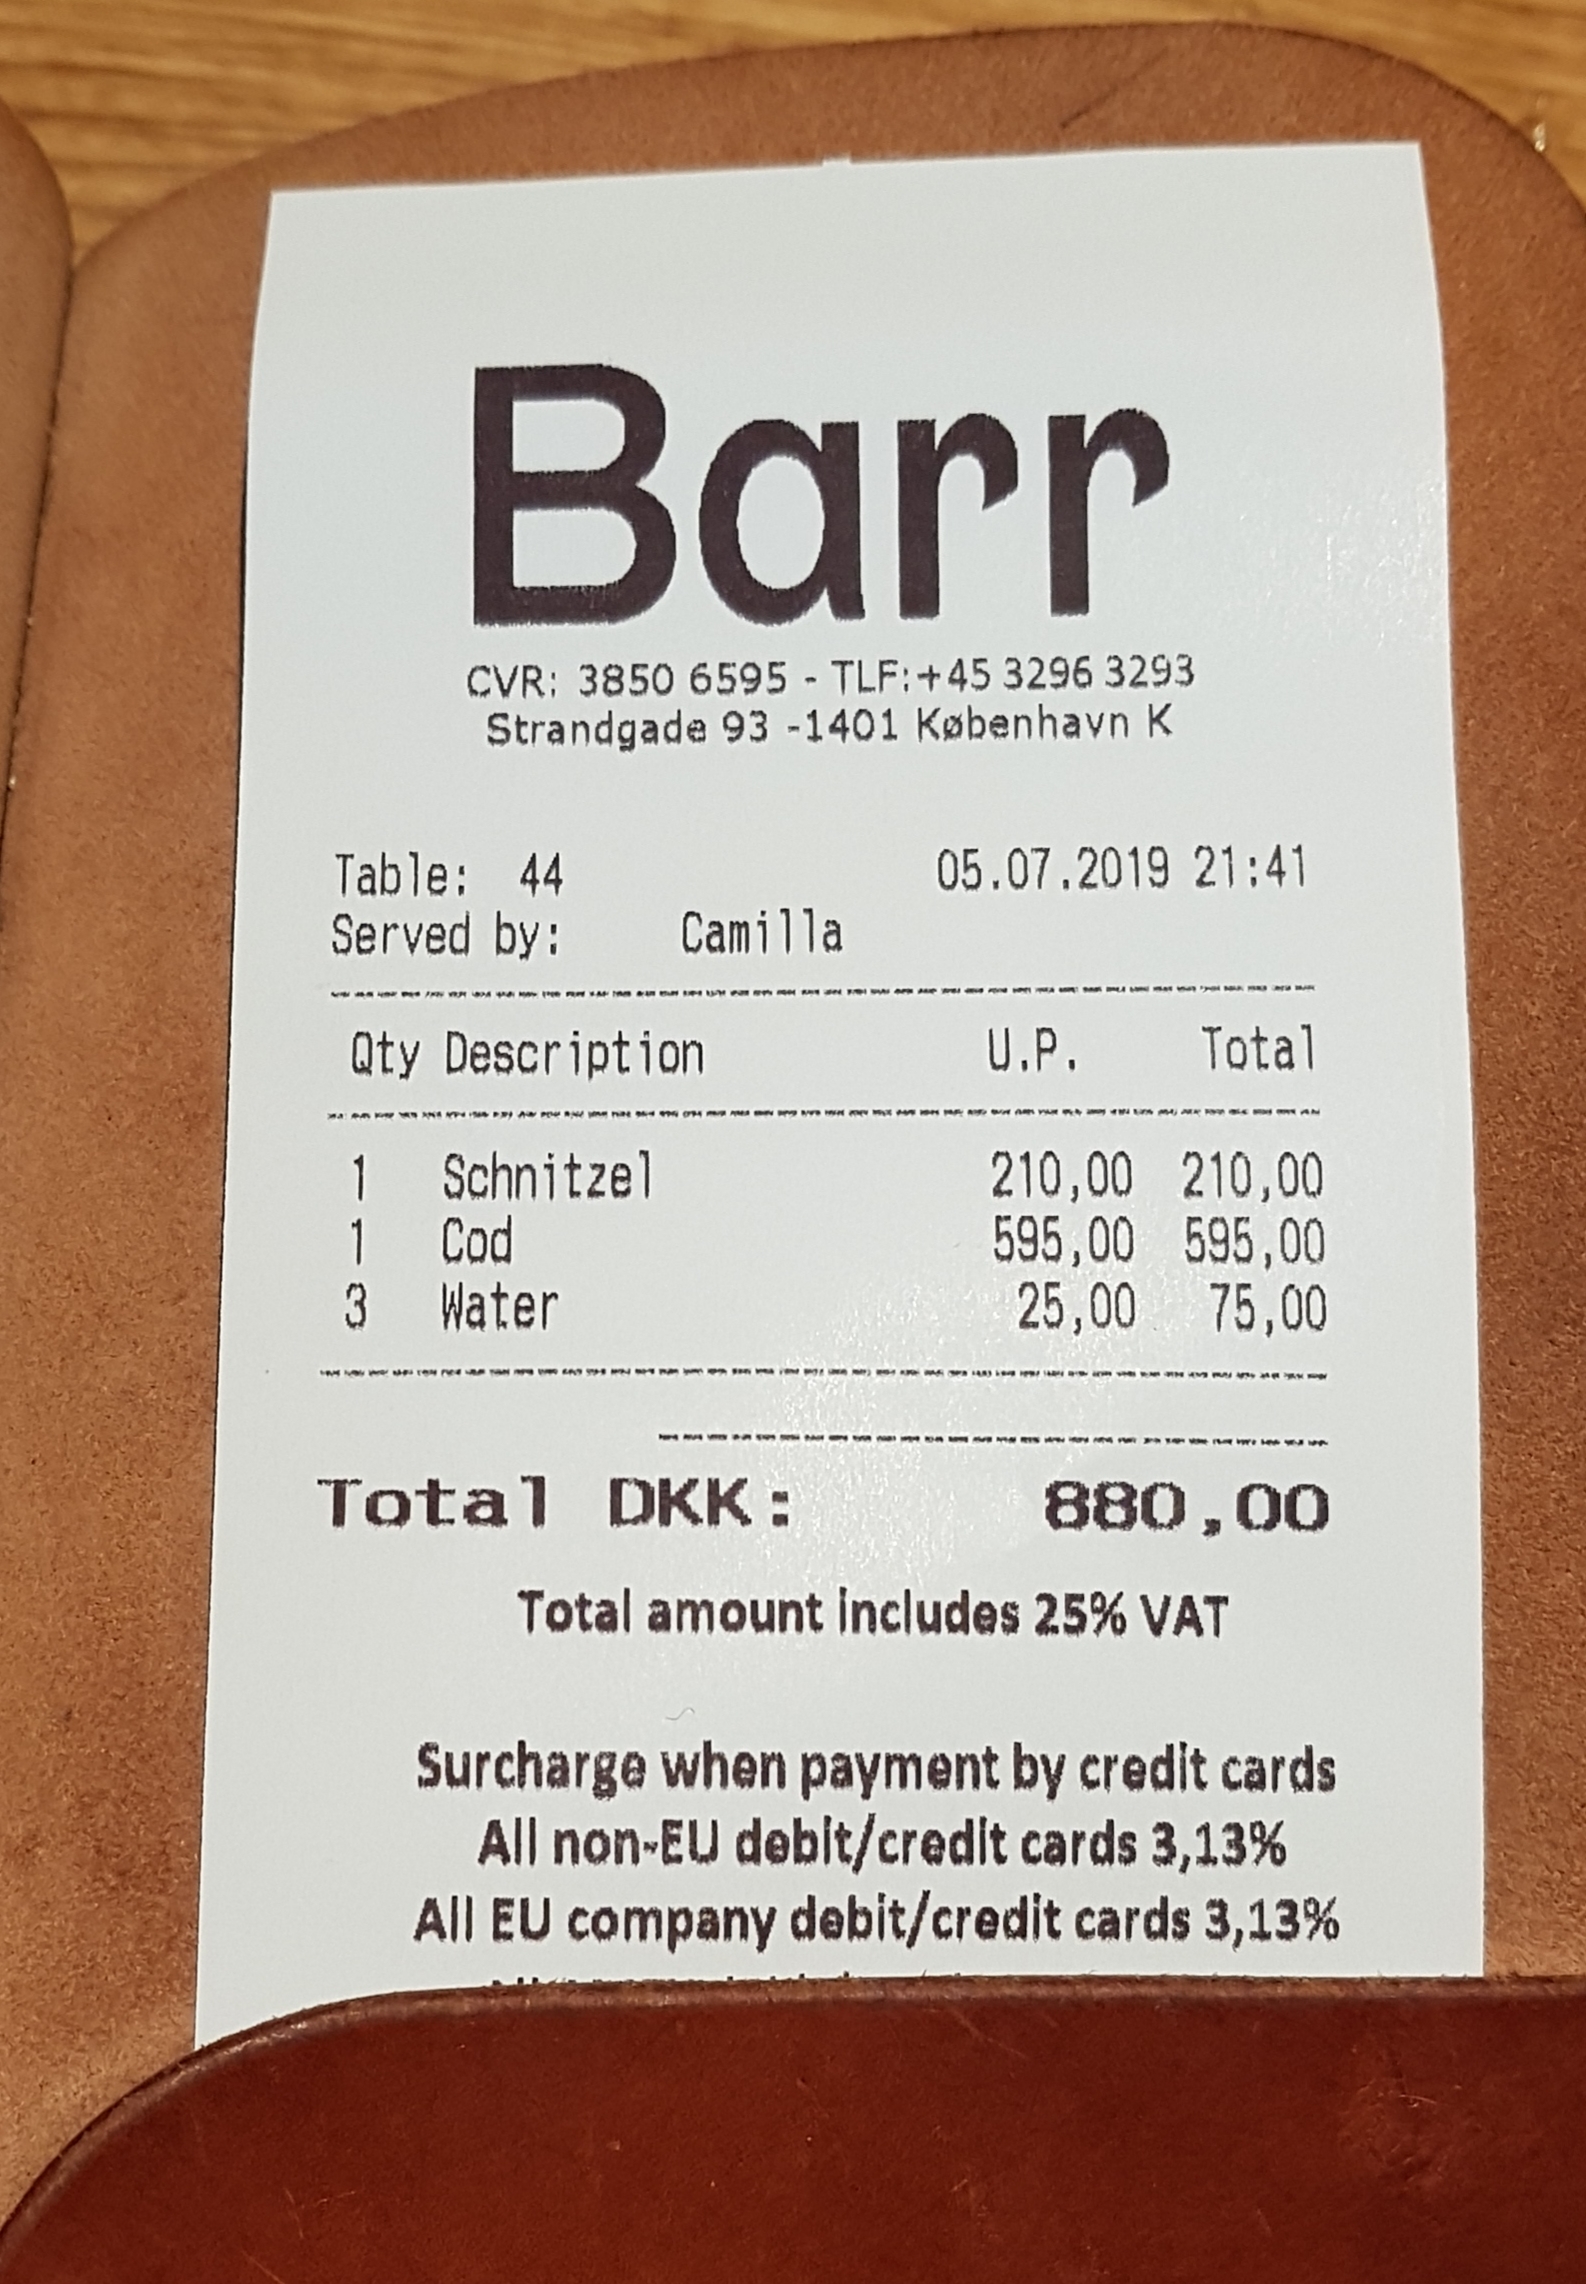 Barr
CVR: 3850 6595 - TLF:+45 3296 3293
Strandgade 93 -1401 København K
Table: 44 05.07.2019 21:41
Served by: Camilla
Qty Description U.P. Total
1 Schnitzel 210,00 210,00
1 Cod 595,00 595,00
3 Water 25,00 75,00
Total DKK: 880,00
Total amount includes 25% VAT
Surcharge when payment by credit cards
All non-EU debit/credit cards 3,13%
All EU company debit/credit cards 3,13%